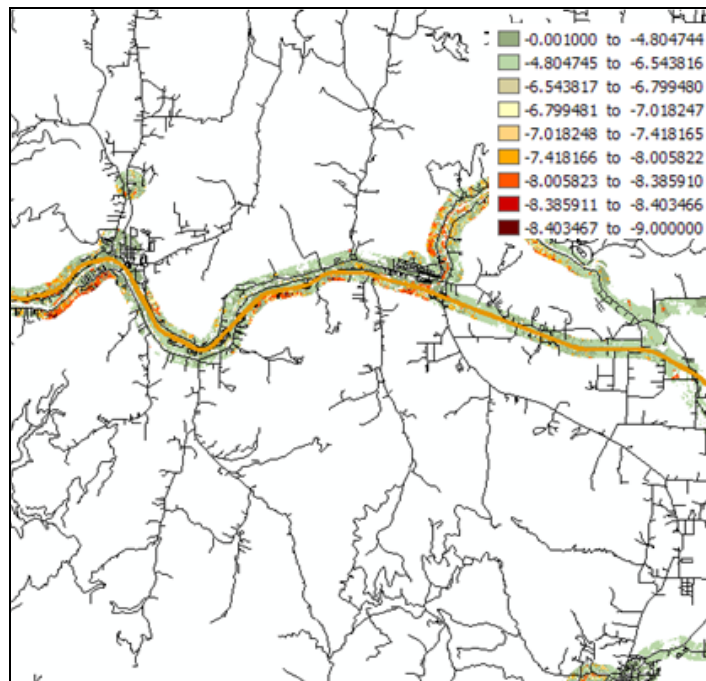 -0.001000 to -4.804744
-4.804745 to -6.543816
-6.543817 to -6.799480
-6.799481 to -7.018247
-7.018248 to -7.418165
-7.418166 to -8.005822
-8.005823 to -8.385910
-8.385911 to -8.403466
-8.403467 to -9.000000